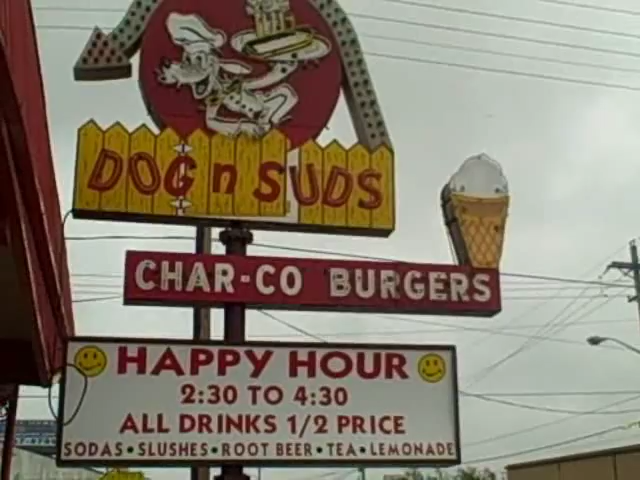 DOG n SUDS
CHAR-CO BURGERS
HAPPY HOUR
2:30 TO 4:30
ALL DRINKS 1/2 PRICE
SODAS•SLUSHES•ROOT BEER•TEA•LEMONADE